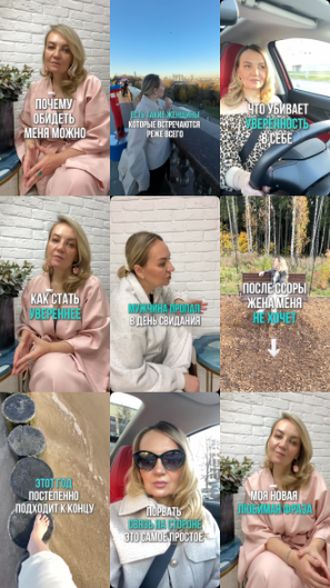 ПОЧЕМУ
ОБИДЕТЬ
МЕНЯ МОЖНО
ЕСТЬ ТАКИЕ ЖЕНЩИНЫ
КОТОРЫЕ ВСТРЕЧАЮТСЯ
РЕЖЕ ВСЕГО
ЧТО УБИВАЕТ
УВЕРЕННОСТЬ
В СЕБЕ
КАК СТАТЬ
УВЕРЕННЕЕ
МУЖЧИНА ПРОПАЛ
В ДЕНЬ СВИДАНИЯ
ПОСЛЕ ССОРЫ
ЖЕНА МЕНЯ
НЕ ХОЧЕТ
ЭТОТ ГОД
ПОСТЕПЕННО
ПОДХОДИТ К КОНЦУ
ПОРВАТЬ
СВЯЗЬ НА СТОРОНЕ
ЭТО САМОЕ ПРОСТОЕ
МОЯ НОВАЯ
ЛЮБИМАЯ ФРАЗА